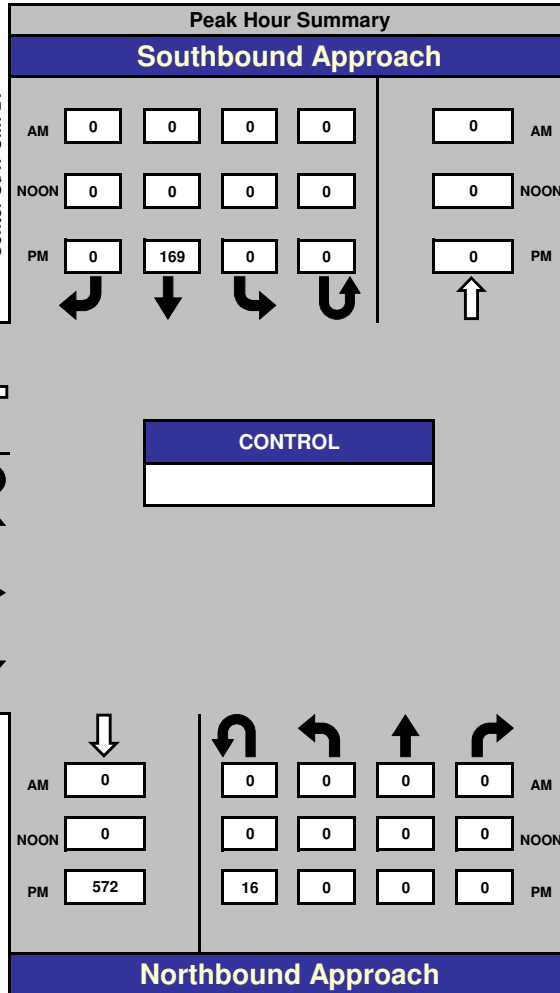 Peak Hour Summary
Southbound Approach
AM 0 0 0 0 0 AM
NOON 0 0 0 0 0 NOON
PM 0 169 0 0 0 PM
CONTROL
AM 0 0 0 0 0 AM
NOON 0 0 0 0 0 NOON
PM 572 16 0 0 0 PM
Northbound Approach